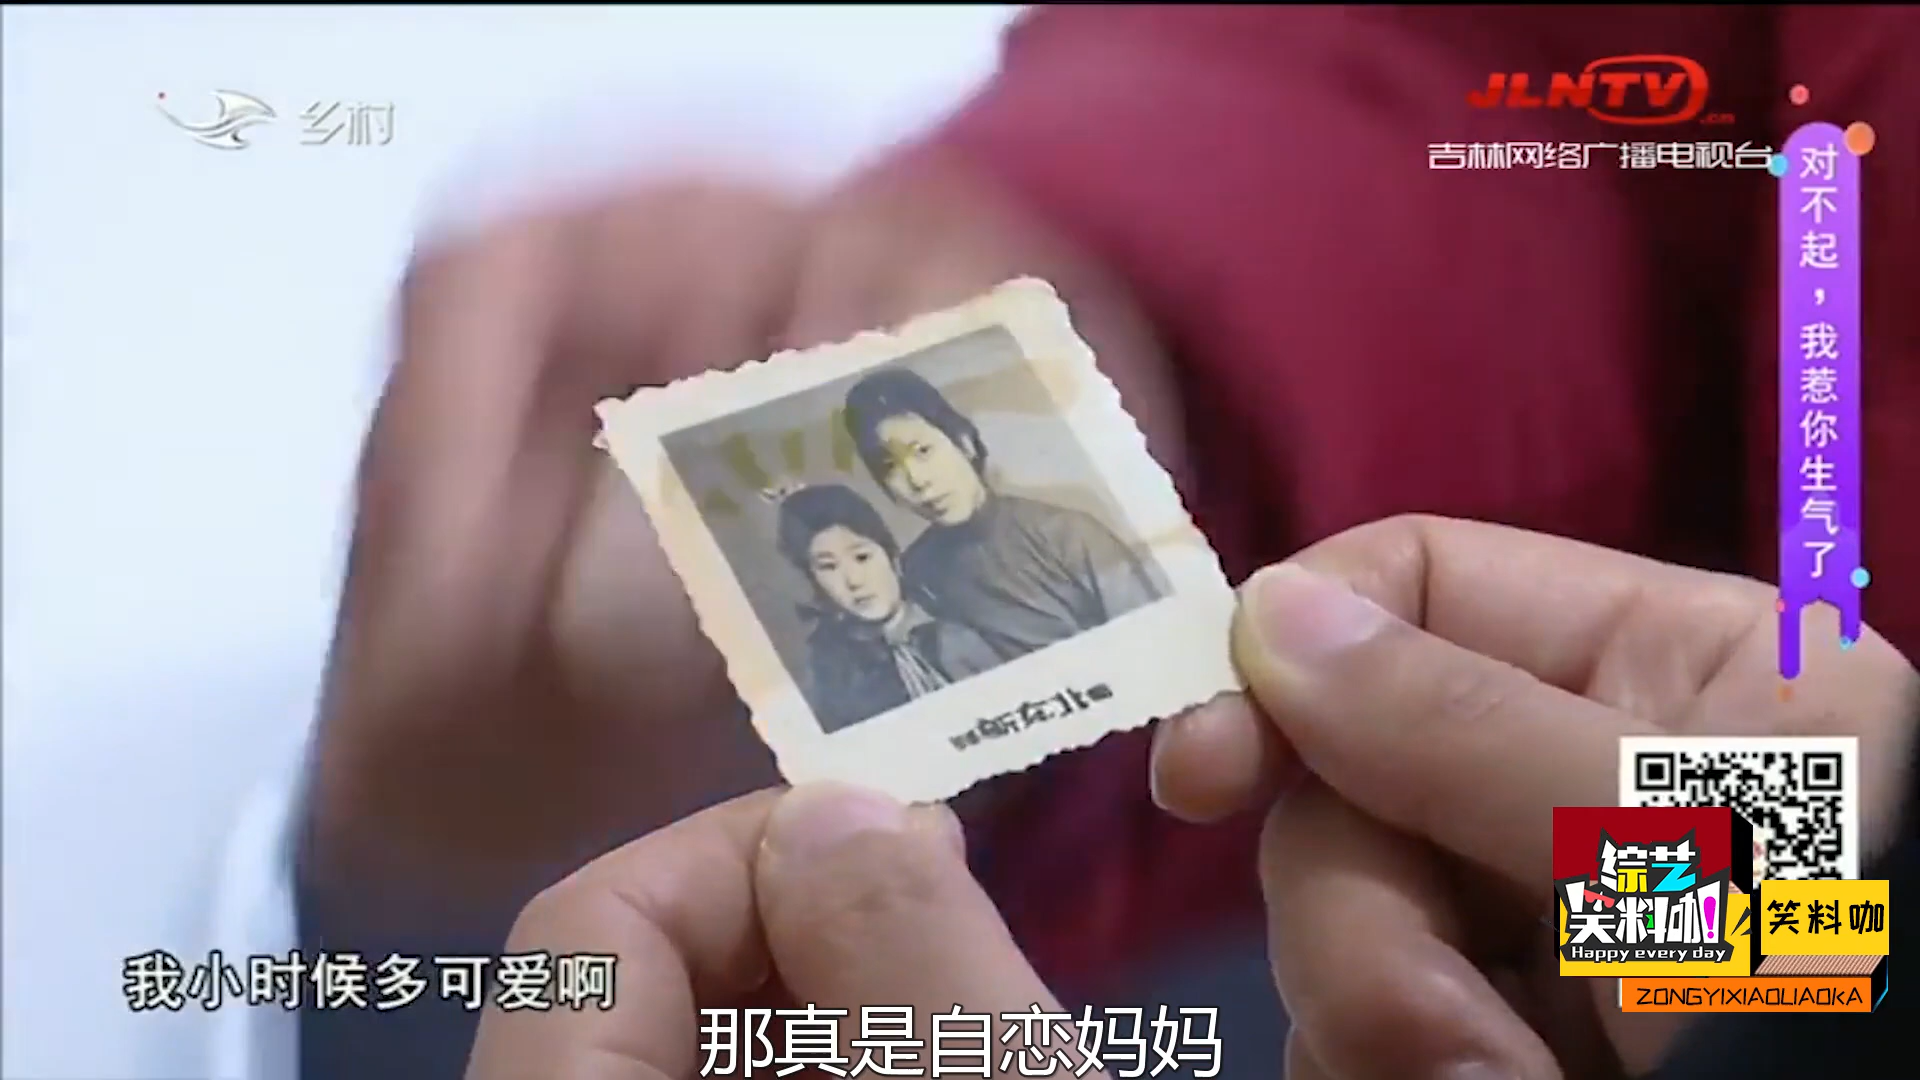 乡村
JLNTV.com
吉林网络广播电视台
对不起，我惹你生气了
新东北
综艺
笑料咖!
Happy every day
笑料咖
ZONGYIXIAOLIAOKA
我小时候多可爱啊
那真是自恋妈妈